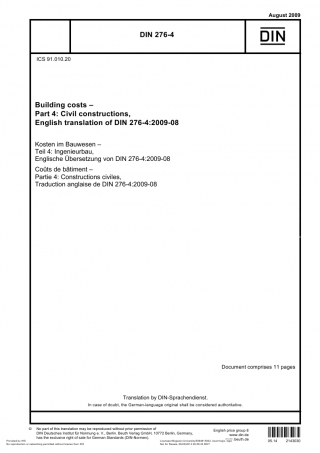 August 2009
DIN 276-4
DIN
ICS 91.010.20
Building costs –
Part 4: Civil constructions,
English translation of DIN 276-4:2009-08
Kosten im Bauwesen –
Teil 4: Ingenieurbau,
Englische Übersetzung von DIN 276-4:2009-08
Coûts de bâtiment –
Partie 4: Constructions civiles,
Traduction anglaise de DIN 276-4:2009-08
Document comprises 11 pages
Translation by DIN-Sprachendienst.
In case of doubt, the German-language original shall be considered authoritative.
© No part of this translation may be reproduced without prior permission of
DIN Deutsches Institut für Normung e. V., Berlin. Beuth Verlag GmbH, 10772 Berlin, Germany,
has the exclusive right of sale for German Standards (DIN-Normen).
English price group 8
www.din.de
www.beuth.de